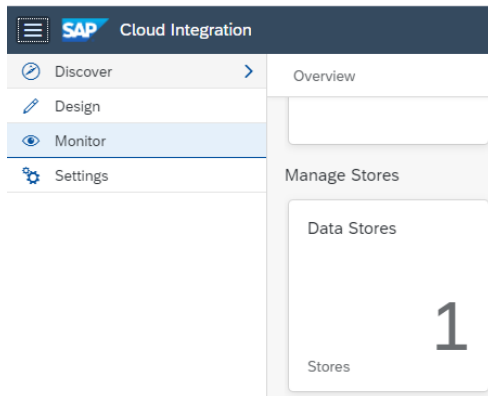 SAP Cloud Integration
Discover
Design
Monitor
Settings
Overview
Manage Stores
Data Stores
1
Stores